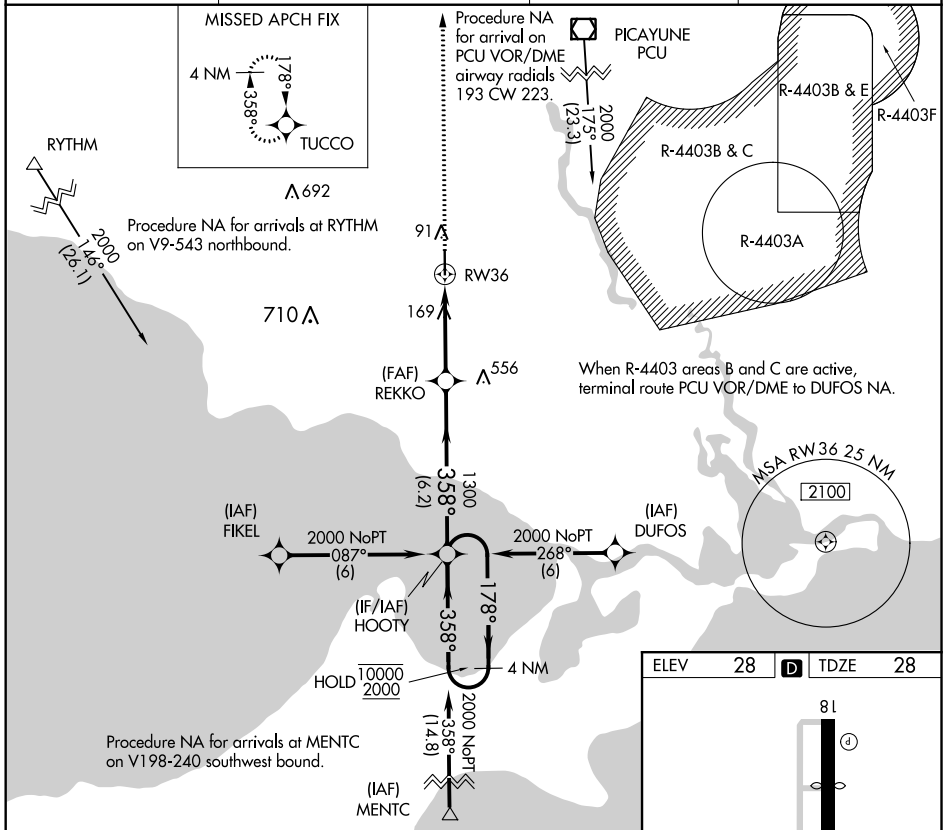 MISSED APCH FIX
4 NM
178°
358°
TUCCO
Procedure NA
for arrival on
PCU VOR/DME
airway radials
193 CW 223.
PICAYUNE
PCU
2000
175°
(23.3)
R-4403B & E
R-4403F
R-4403B & C
R-4403A
RYTHM
2000
146°
(26.1)
692
Procedure NA for arrivals at RYTHM
on V9-543 northbound.
91
RW36
710
169
(FAF)
REKKO
556
When R-4403 areas B and C are active,
terminal route PCU VOR/DME to DUFOS NA.
1300
358°
(6.2)
MSA RW36 25 NM
2100
(IAF)
FIKEL
2000 NoPT
087°
(6)
2000 NoPT
268°
(6)
(IAF)
DUFOS
(IF/IAF)
HOOTY
358°
178°
HOLD
10000
2000
4 NM
2000 NoPT
358°
(14.8)
Procedure NA for arrivals at MENTC
on V198-240 southwest bound.
(IAF)
MENTC
ELEV 28 D TDZE 28
18
P